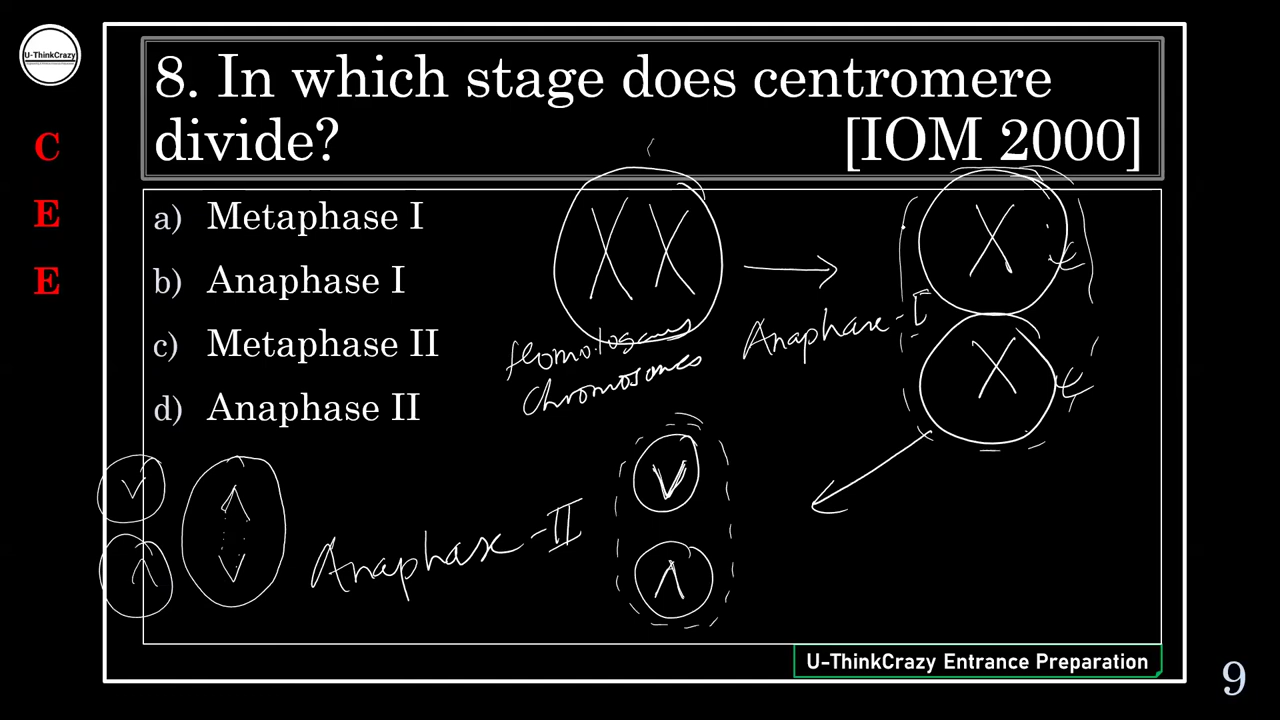 U-ThinkCrazy
C
E
E
8. In which stage does centromere
divide? [IOM 2000]
a) Metaphase I
b) Anaphase I
c) Metaphase II
d) Anaphase II
Homologous
chromosomes
Anaphase-I
Anaphase-II
U-ThinkCrazy Entrance Preparation
9